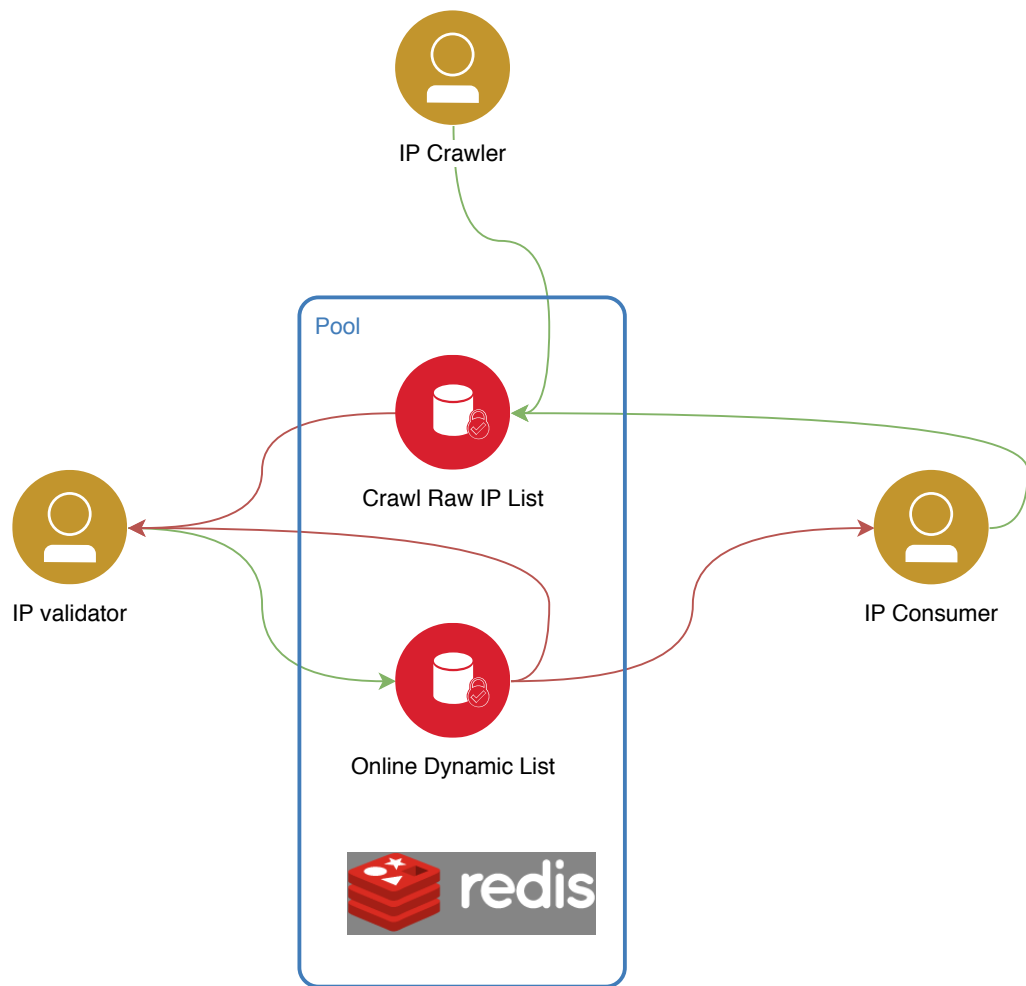 IP Crawler
Pool
Crawl Raw IP List
IP validator
IP Consumer
Online Dynamic List
redis